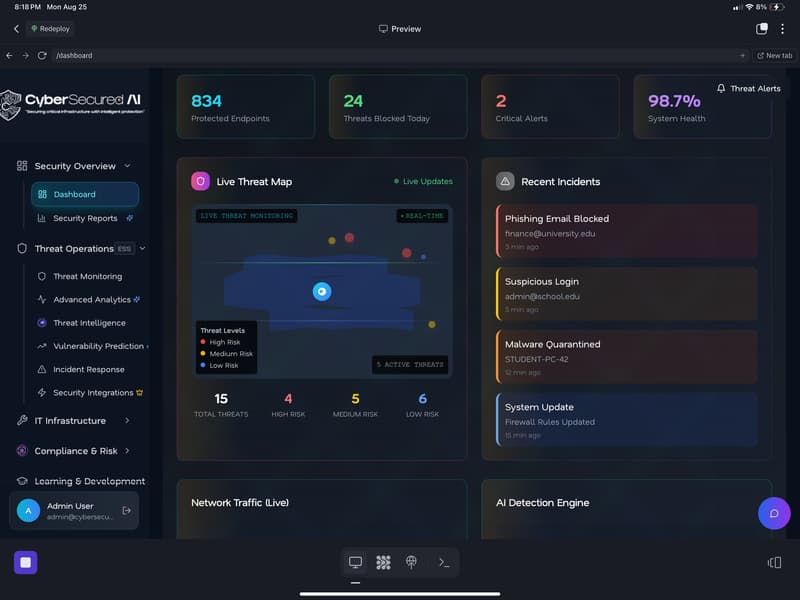 8:18 PM Mon Aug 25
8%
Redeploy
Preview
/dashboard
New tab
CyberSecured AI
"Securing critical infrastructure with intelligent protection"
Security Overview
Dashboard
Security Reports
Threat Operations ESS
Threat Monitoring
Advanced Analytics
Threat Intelligence
Vulnerability Prediction
Incident Response
Security Integrations
IT Infrastructure
Compliance & Risk
Learning & Development
A
Admin User
admin@cybersecu...
834
Protected Endpoints
24
Threats Blocked Today
2
Critical Alerts
98.7%
System Health
Threat Alerts
Live Threat Map
Live Updates
LIVE THREAT MONITORING
REAL-TIME
Threat Levels
High Risk
Medium Risk
Low Risk
5 ACTIVE THREATS
15
TOTAL THREATS
4
HIGH RISK
5
MEDIUM RISK
6
LOW RISK
Recent Incidents
Phishing Email Blocked
finance@university.edu
3 min ago
Suspicious Login
admin@school.edu
5 min ago
Malware Quarantined
STUDENT-PC-42
12 min ago
System Update
Firewall Rules Updated
15 min ago
Network Traffic (Live)
AI Detection Engine